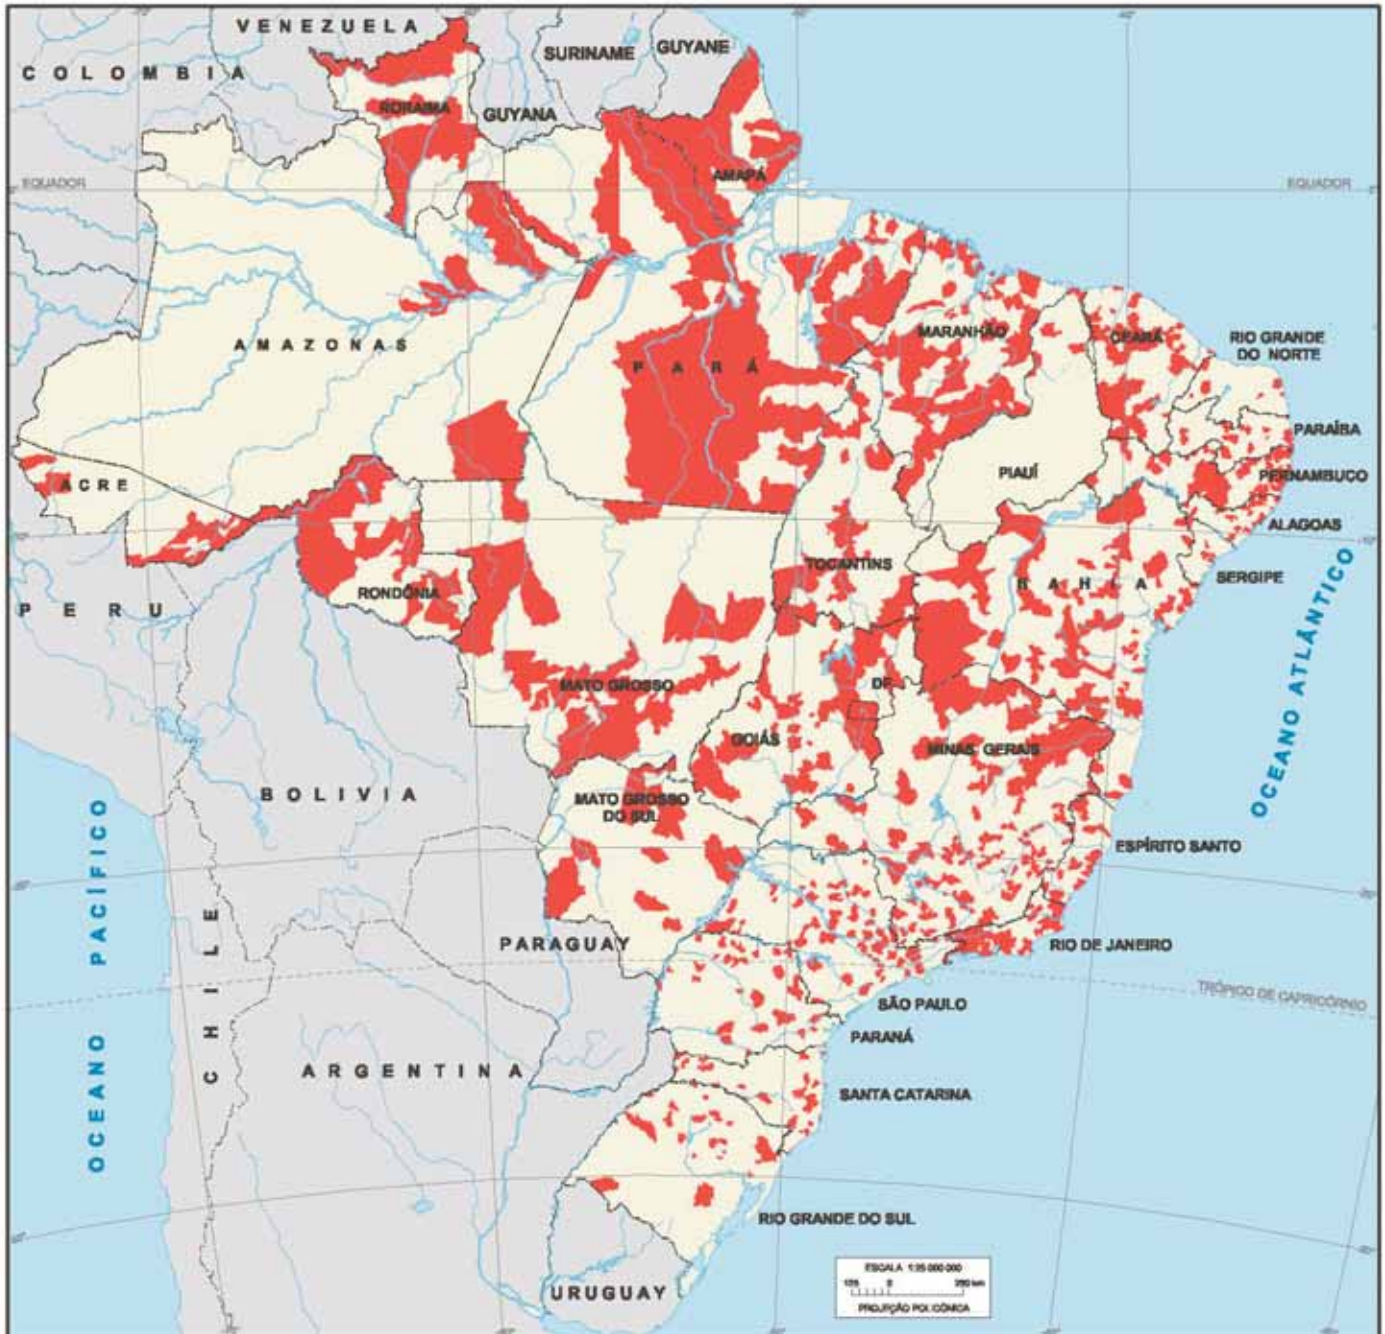 VENEZUELA
SURINAME
GUYANE
COLOMBIA
RORAIMA
GUYANA
AMAPÁ
EQUADOR
EQUADOR
AMAZONAS
MARANHÃO
CEARÁ
RIO GRANDE
DO NORTE
PARÁ
PARAÍBA
PIAUÍ
PERNAMBUCO
ACRE
ALAGOAS
TOCANTINS
BAHIA
SERGIPE
RONDÔNIA
PERU
OCEANO ATLÂNTICO
MATO GROSSO
DF
GOIÁS
MINAS GERAIS
BOLIVIA
MATO GROSSO
DO SUL
ESPÍRITO SANTO
OCEANO PACÍFICO
CHILE
PARAGUAY
RIO DE JANEIRO
TRÓPICO DE CAPRICÓRNIO
SÃO PAULO
PARANÁ
ARGENTINA
SANTA CATARINA
RIO GRANDE DO SUL
URUGUAY
ESCALA
0
km
PROJEÇÃO POLICÔNICA